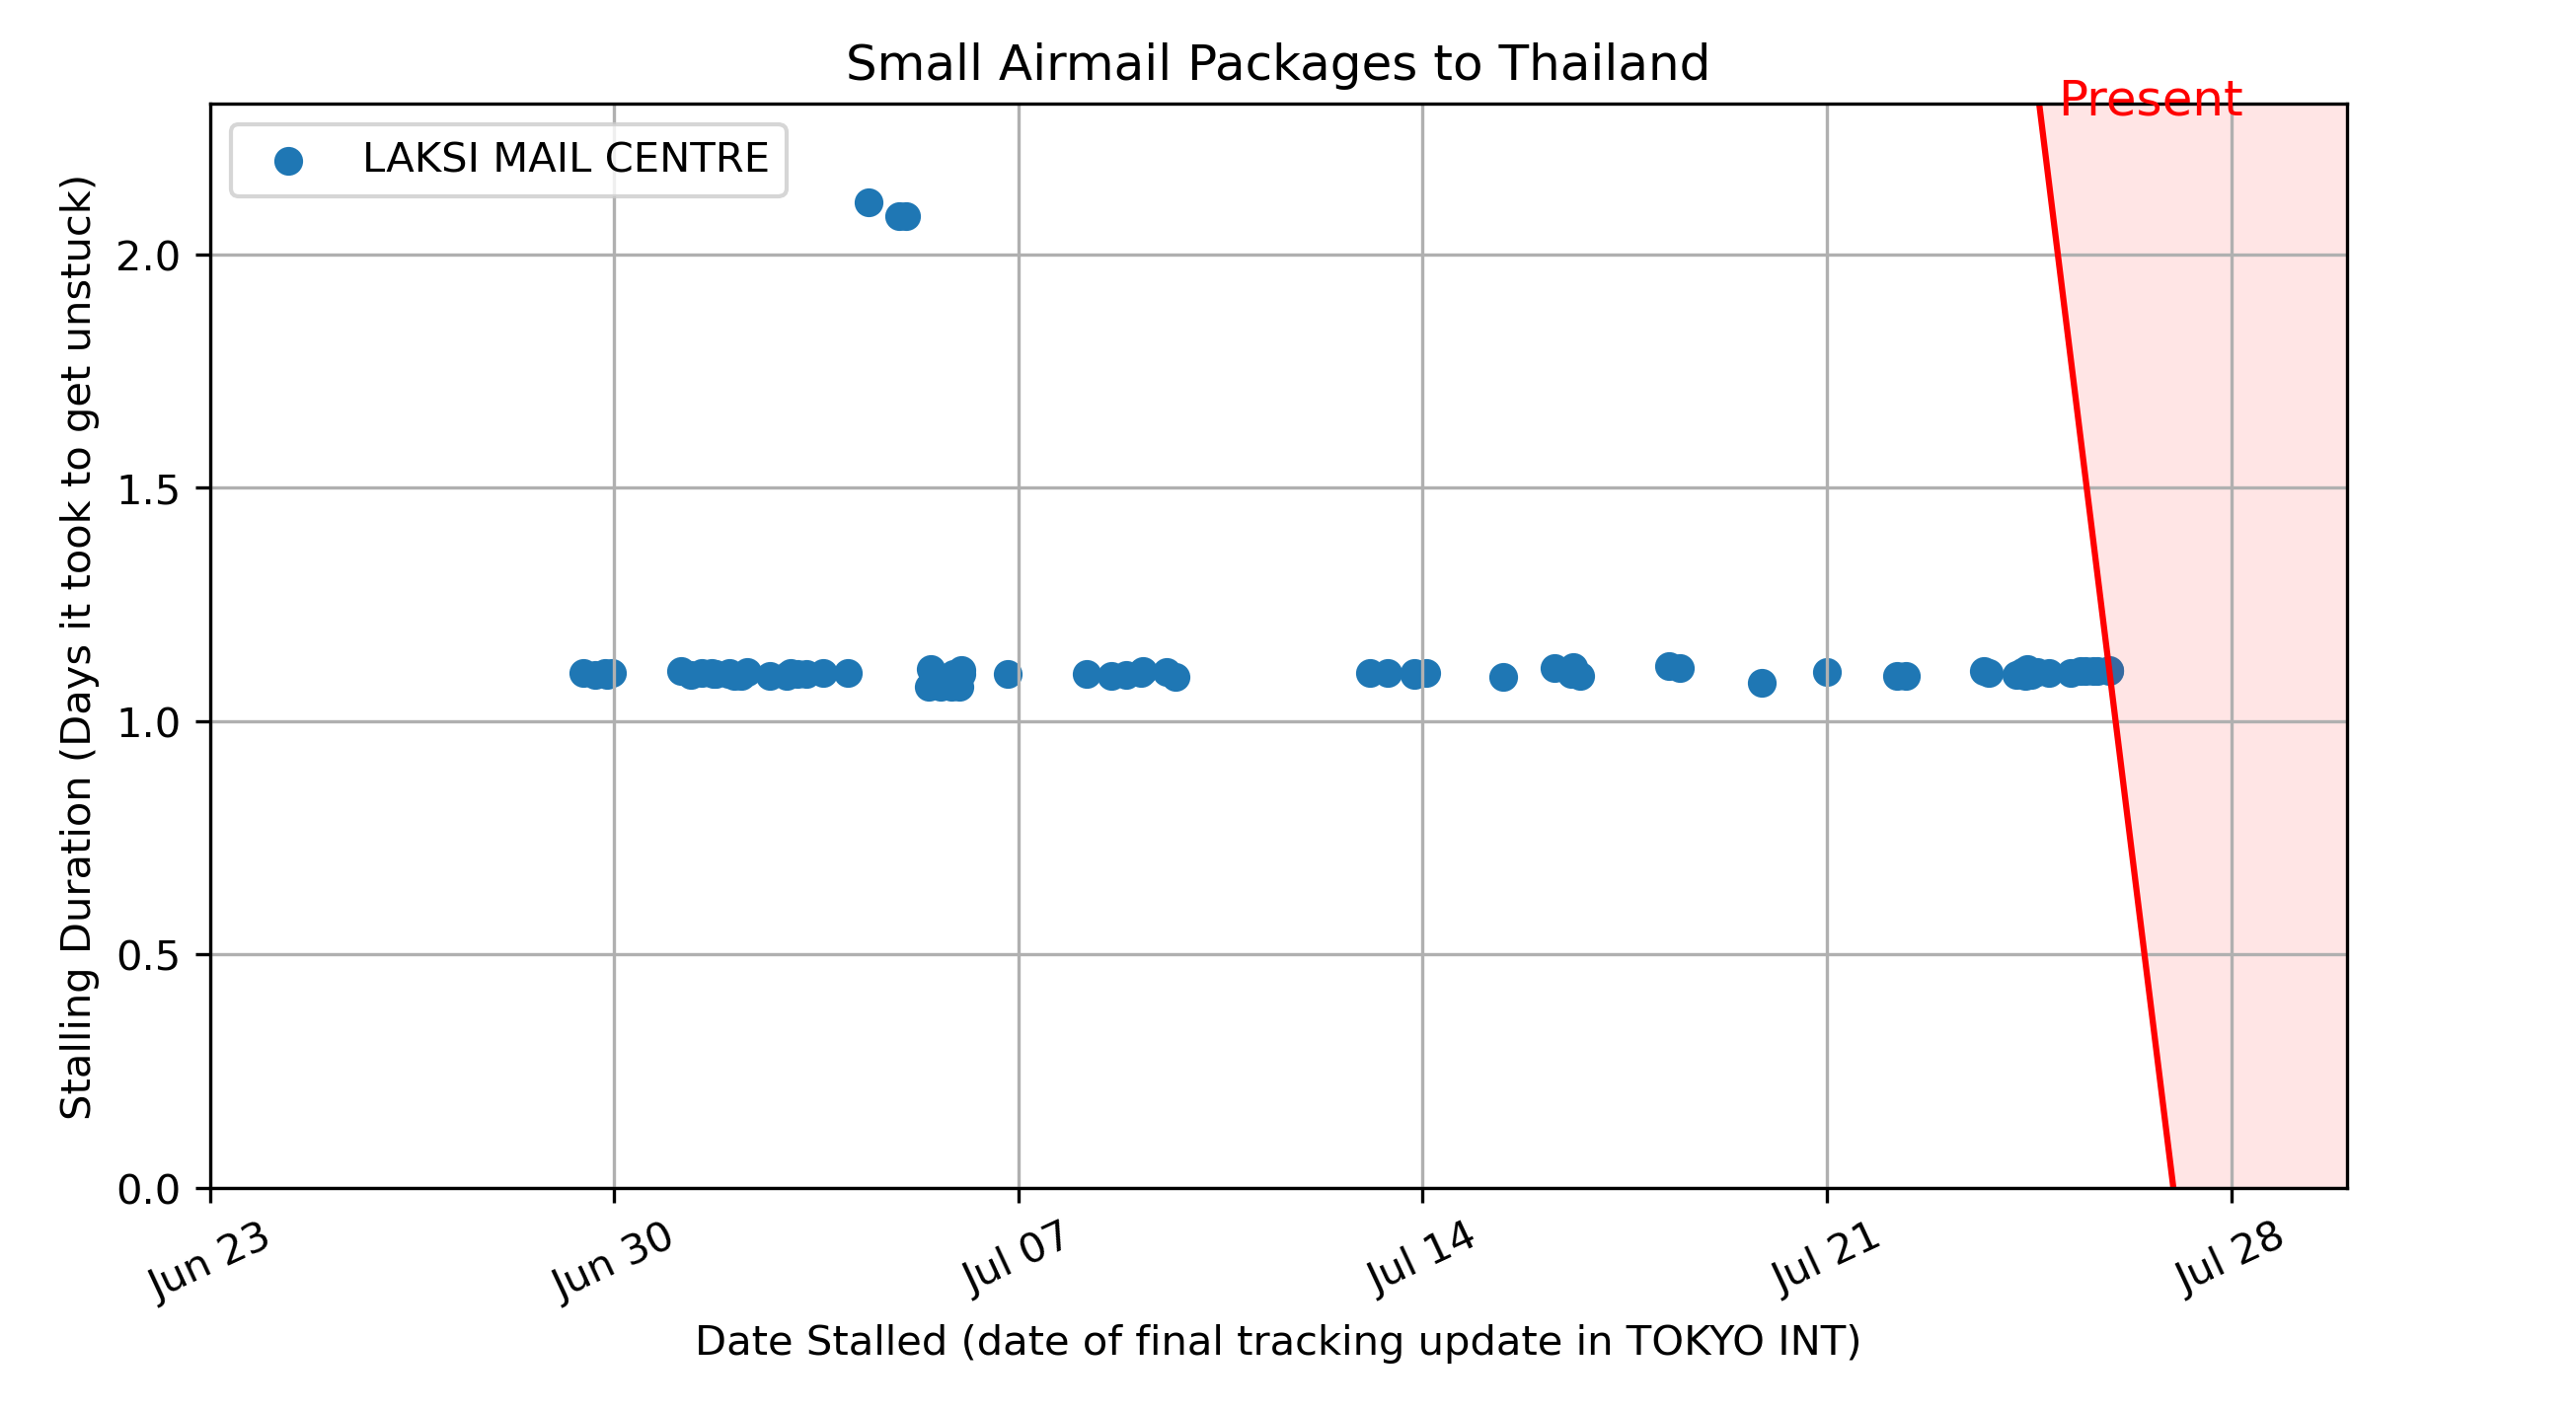 Small Airmail Packages to Thailand
Present
LAKSI MAIL CENTRE
Stalling Duration (Days it took to get unstuck)
2.0
1.5
1.0
0.5
0.0
Jun 23
Jun 30
Jul 07
Jul 14
Jul 21
Jul 28
Date Stalled (date of final tracking update in TOKYO INT)